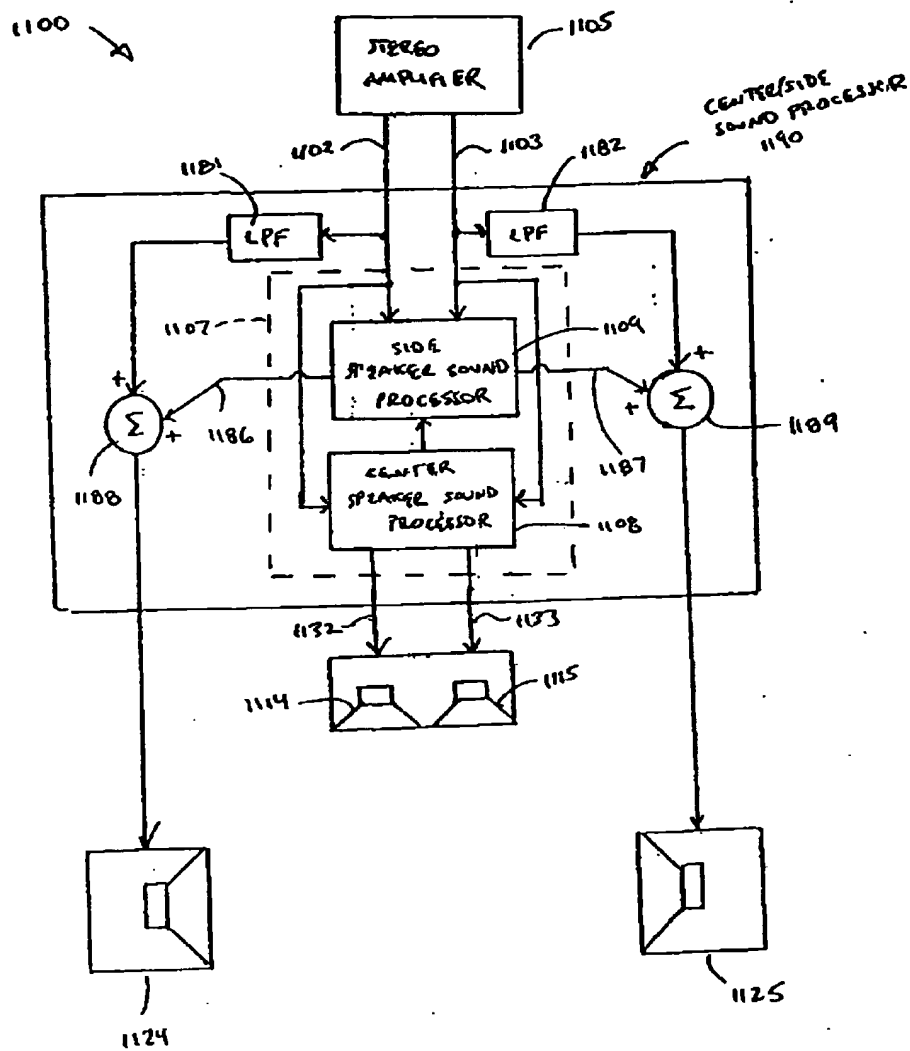 1100
STEREO
AMPLIFIER
1105
CENTER/SIDE
SOUND PROCESSOR
1190
1102
1103
1181
1182
LPF
LPF
1107
SIDE
SPEAKER SOUND
PROCESSOR
1109
+
+
Σ
+
+
Σ
1186
1187
1188
1189
CENTER
SPEAKER SOUND
PROCESSOR
1108
1132
1133
1114
1115
1124
1125